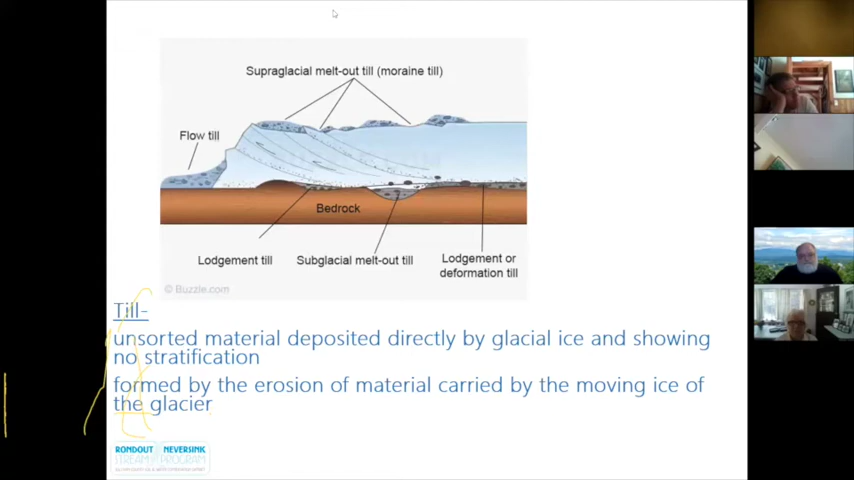 Supraglacial melt-out till (moraine till)
Flow till
Bedrock
Lodgement till
Subglacial melt-out till
Lodgement or
deformation till
© Buzzle.com
Till-
unsorted material deposited directly by glacial ice and showing
no stratification
formed by the erosion of material carried by the moving ice of
the glacier
RONDOUT NEVERSINK
STREAM PROGRAM